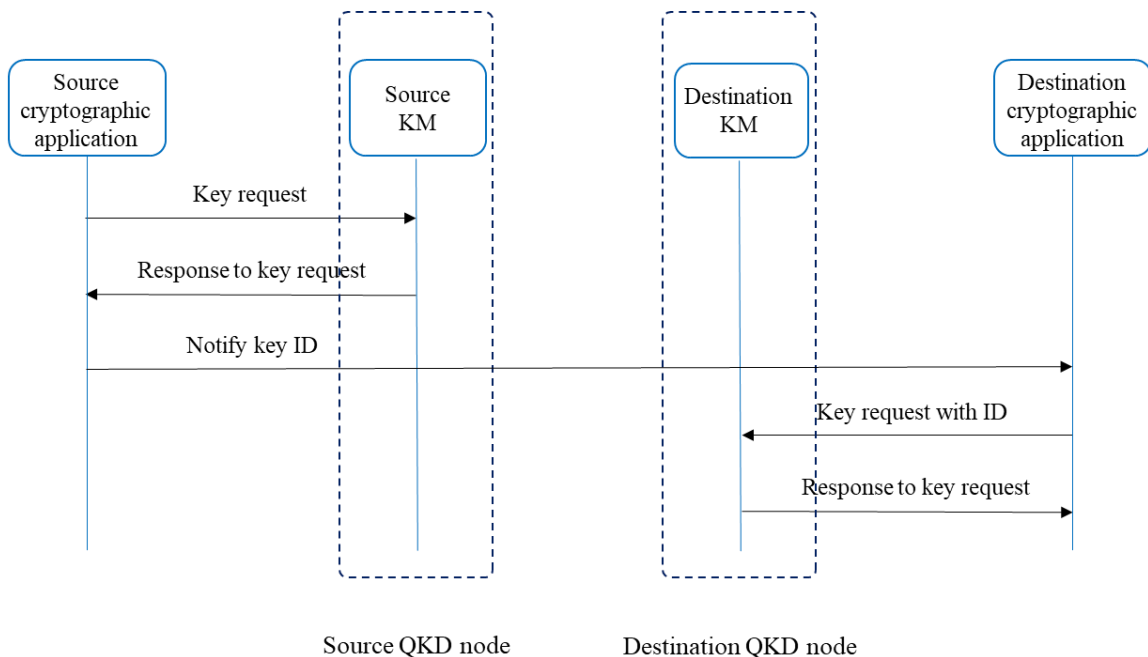 Source
cryptographic
application
Source
KM
Destination
KM
Destination
cryptographic
application
Key request
Response to key request
Notify key ID
Key request with ID
Response to key request
Source QKD node
Destination QKD node